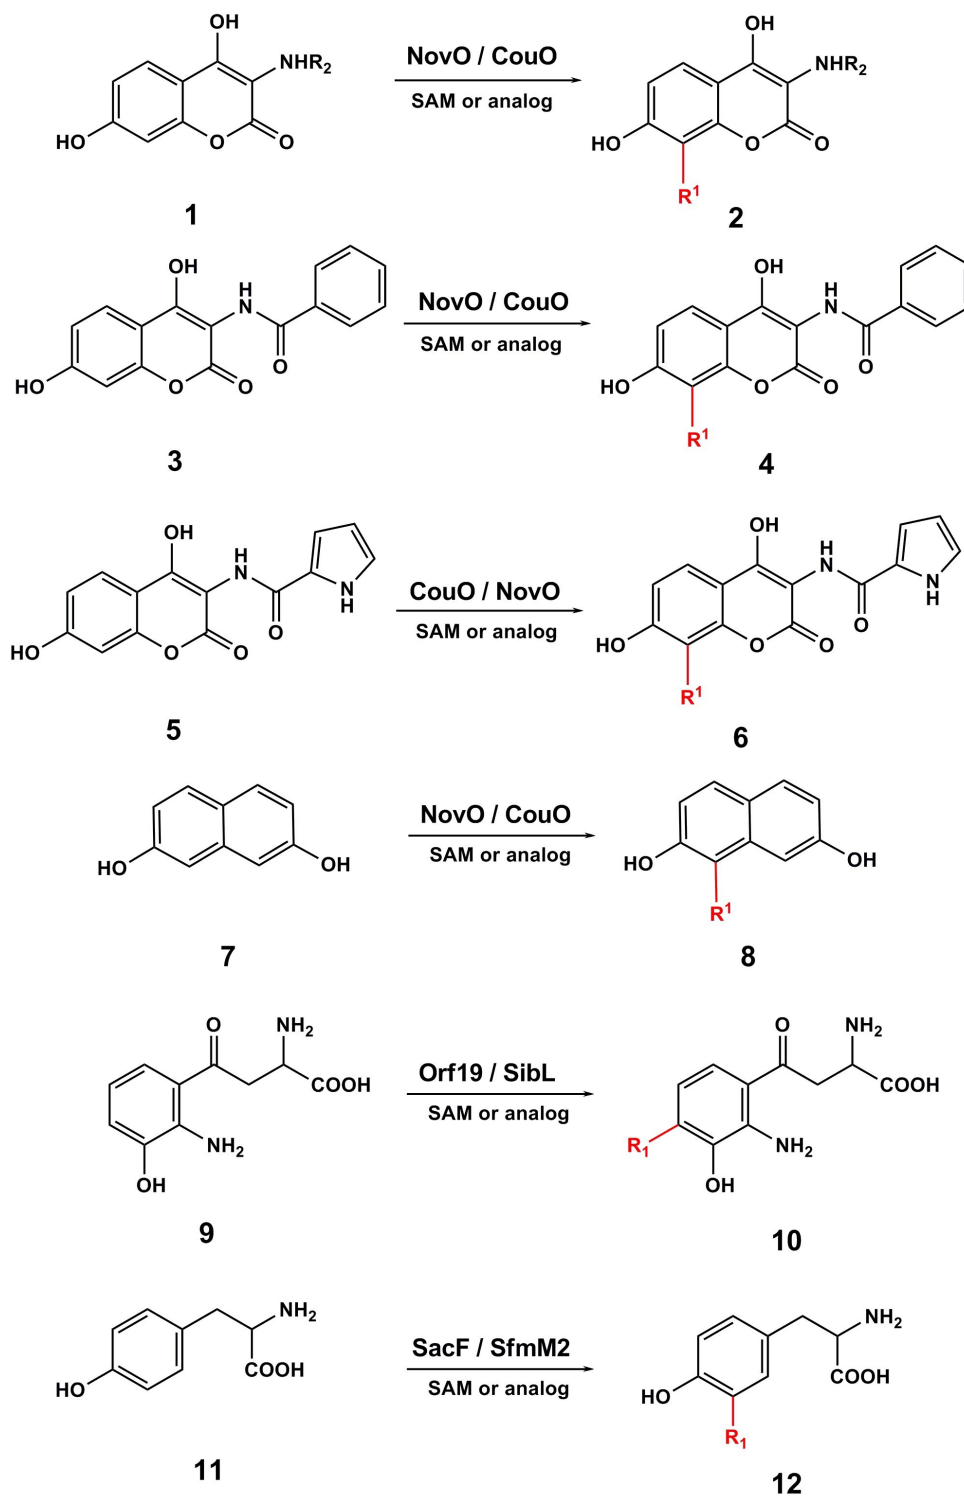 OH OH
NHR2 NovO / CouO NHR2
SAM or analog
HO O O HO O O
R1
1 2
OH OH
H N NovO / CouO H N
SAM or analog
O O
HO O O HO O O
R1
3 4
OH OH
H N CouO / NovO H N
N H SAM or analog N H
O O
HO O O HO O O
R1
5 6
NovO / CouO
SAM or analog
HO OH HO OH
R1
7 8
O NH2 O NH2
COOH Orf19 / SibL COOH
SAM or analog
NH2 R1 NH2
OH OH
9 10
NH2 NH2
SacF / SfmM2
COOH SAM or analog COOH
HO HO
R1
11 12